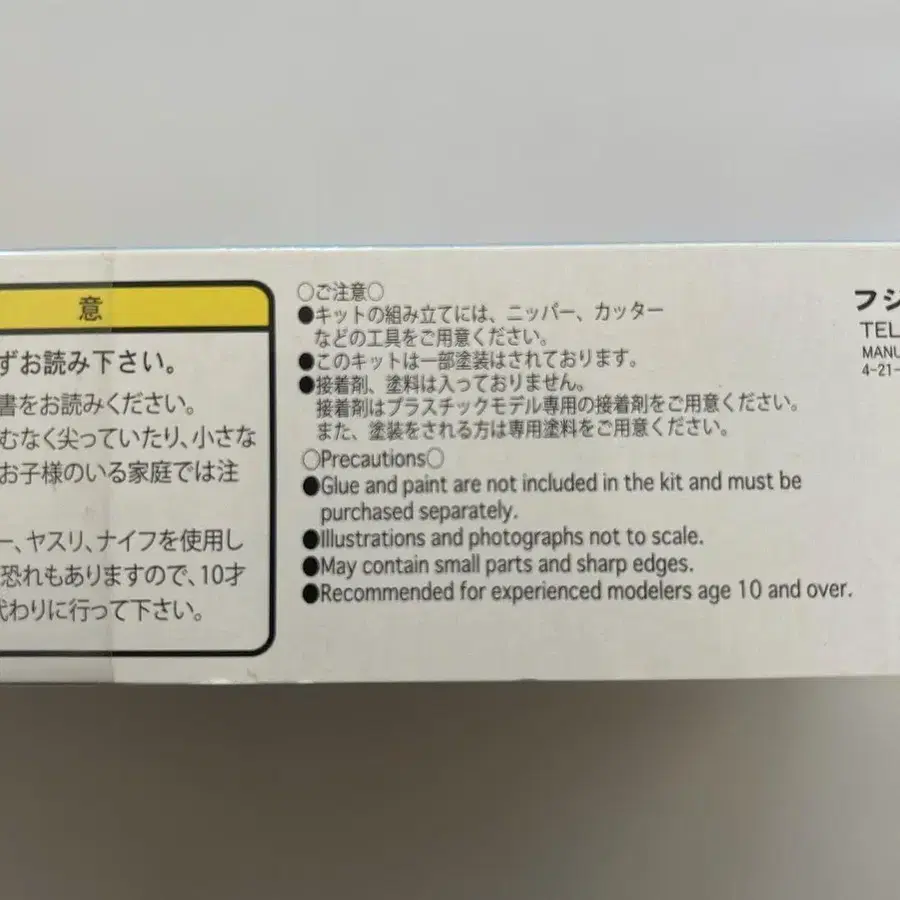 意
ずお読み下さい。
書をお読みください。
むなく尖っていたり、小さな
お子様のいる家庭では注
ー、ヤスリ、ナイフを使用し
恐れもありますので、10才
代わりに行って下さい。
○ご注意○
●キットの組み立てには、ニッパー、カッター
などの工具をご用意ください。
●このキットは一部塗装はされております。
●接着剤、塗料は入っておりません。
接着剤はプラスチックモデル専用の接着剤をご用意ください。
また、塗装をされる方は専用塗料をご用意ください。
○Precautions○
●Glue and paint are not included in the kit and must be
purchased separately.
●Illustrations and photographs not to scale.
●May contain small parts and sharp edges.
●Recommended for experienced modelers age 10 and over.
フジ
TEL
MANU
4-21-